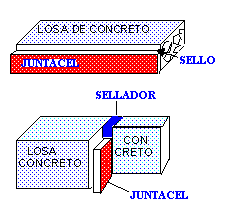 LOSA DE CONCRETO
JUNTACEL
SELLO
SELLADOR
LOSA
CONCRETO
CON
CRETO
JUNTACEL